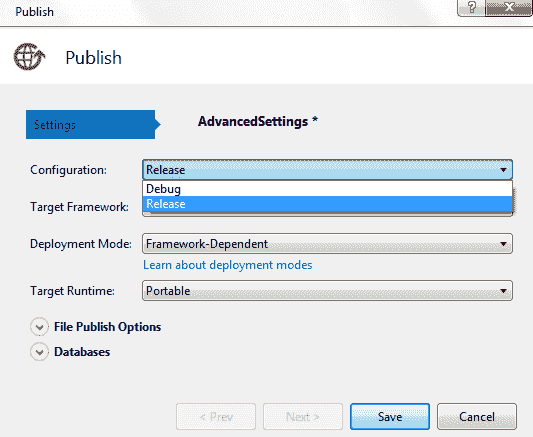 Publish
?
Publish
Settings
AdvancedSettings *
Configuration: Release
Debug
Target Framework: Release
Deployment Mode: Framework-Dependent
Learn about deployment modes
Target Runtime: Portable
File Publish Options
Databases
< Prev Next > Save Cancel